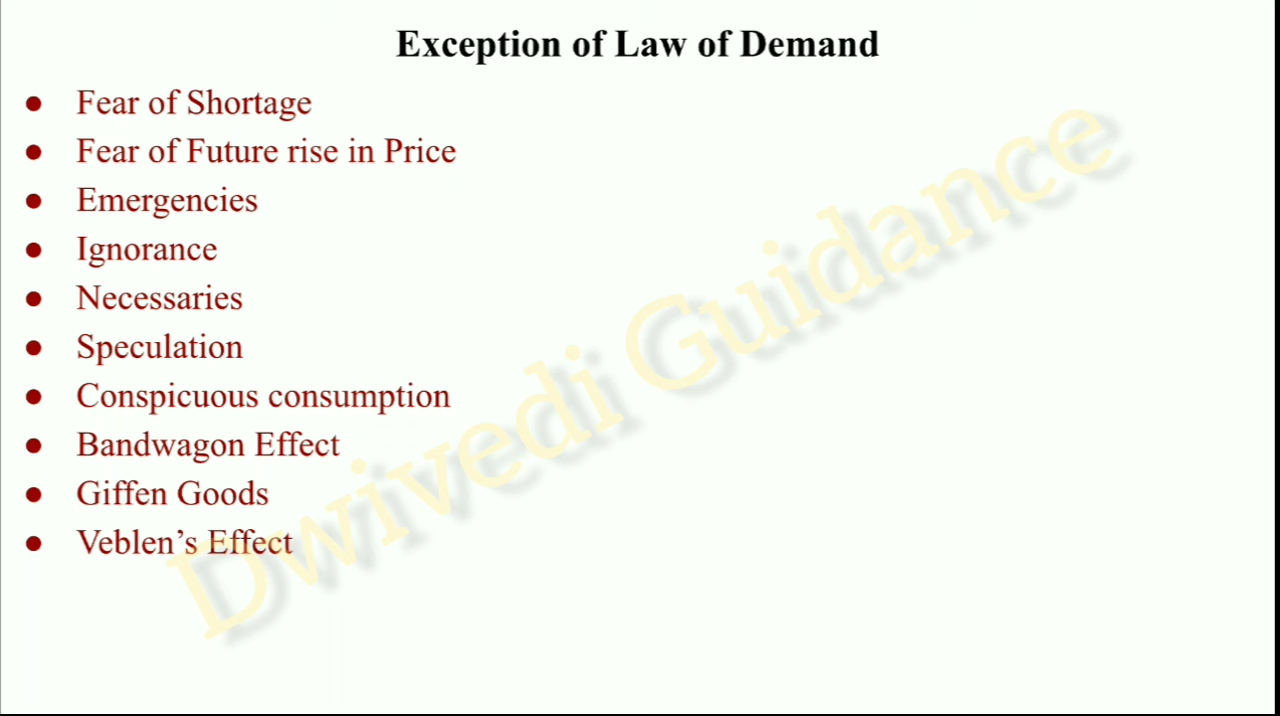 Exception of Law of Demand
● Fear of Shortage
● Fear of Future rise in Price
● Emergencies
● Ignorance
● Necessaries
● Speculation
● Conspicuous consumption
● Bandwagon Effect
● Giffen Goods
● Veblen’s Effect
Dwivedi Guidance